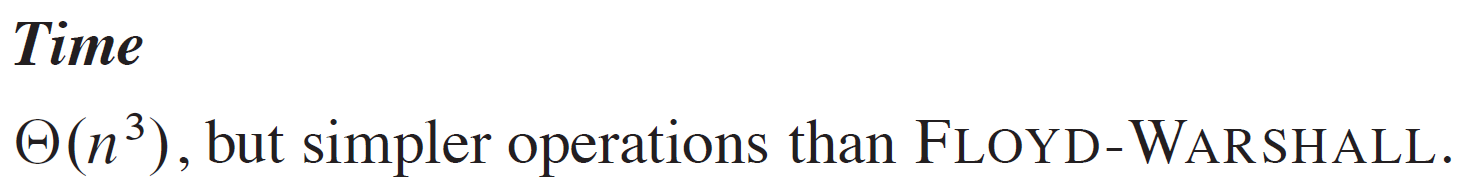 Time
Θ(n³), but simpler operations than FLOYD-WARSHALL.